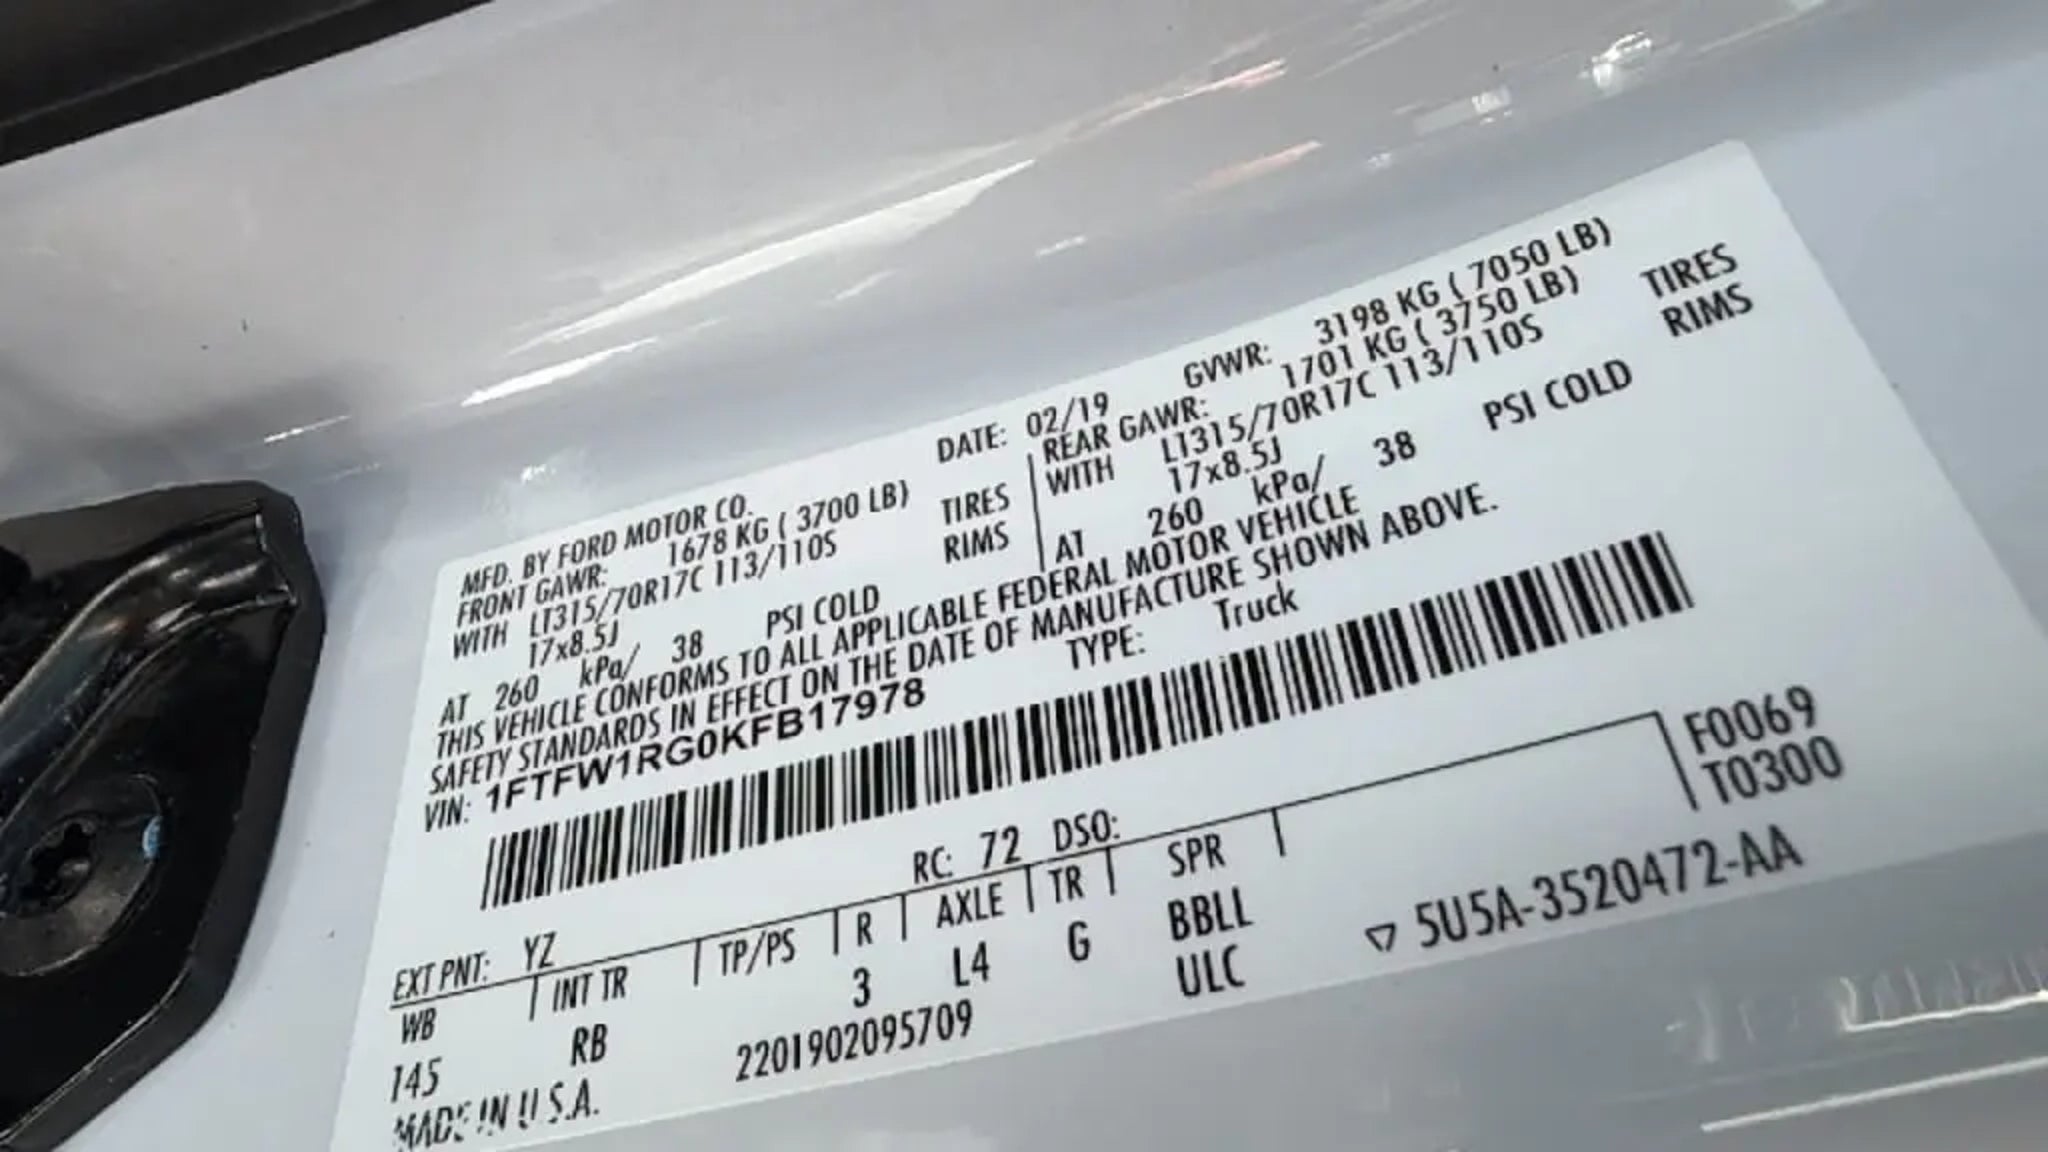 MFD. BY FORD MOTOR CO. DATE: 02/19 GVWR: 3198 KG ( 7050 LB)
FRONT GAWR: 1678 KG ( 3700 LB) REAR GAWR: 1701 KG ( 3750 LB)
WITH LT315/70R17C 113/110S TIRES WITH LT315/70R17C 113/110S TIRES
17x8.5J RIMS 17x8.5J RIMS
AT 260 kPa/ 38 PSI COLD AT 260 kPa/ 38 PSI COLD
THIS VEHICLE CONFORMS TO ALL APPLICABLE FEDERAL MOTOR VEHICLE
SAFETY STANDARDS IN EFFECT ON THE DATE OF MANUFACTURE SHOWN ABOVE.
VIN: 1FTFW1RG0KFB17978 TYPE: Truck
F0069
T0300
EXT PNT: YZ RC: 72 DSO:
WB INT TR TP/PS R AXLE TR SPR
145 RB 3 L4 G BBLL
ULC
MADE IN U.S.A. 2201902095709 5U5A-3520472-AA